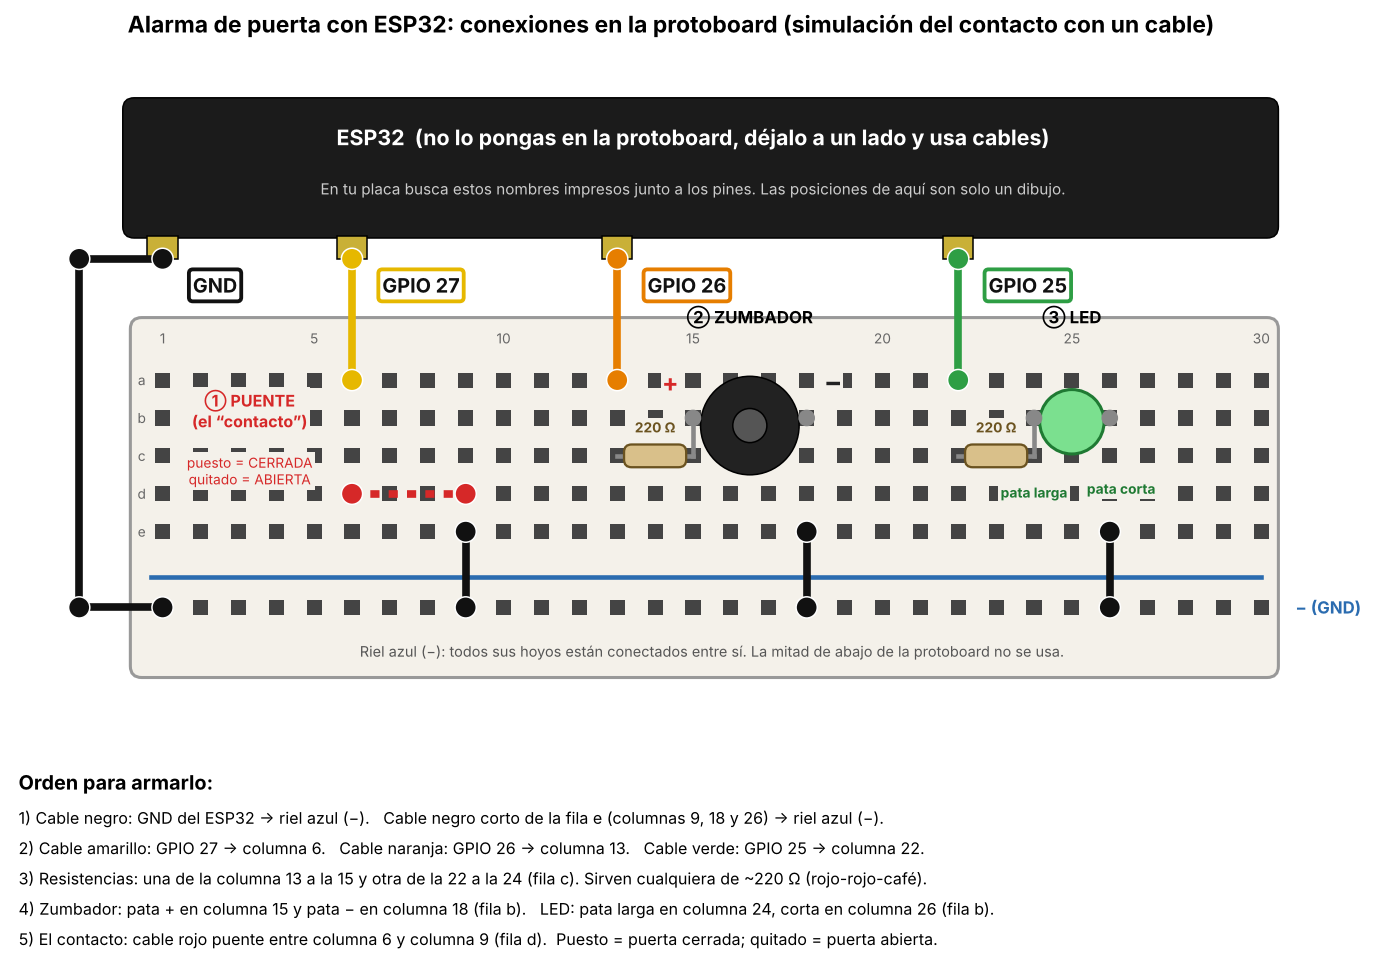 Alarma de puerta con ESP32: conexiones en la protoboard (simulación del contacto con un cable)
ESP32  (no lo pongas en la protoboard, déjalo a un lado y usa cables)
En tu placa busca estos nombres impresos junto a los pines. Las posiciones de aquí son solo un dibujo.
GND
GPIO 27
GPIO 26
GPIO 25
② ZUMBADOR
③ LED
1 5 10 15 20 25 30
a
+
−
① PUENTE
b
(el “contacto”)
220 Ω
220 Ω
c
puesto = CERRADA
quitado = ABIERTA
d
pata larga
pata corta
e
− (GND)
Riel azul (−): todos sus hoyos están conectados entre sí. La mitad de abajo de la protoboard no se usa.
Orden para armarlo:
1) Cable negro: GND del ESP32 → riel azul (−).   Cable negro corto de la fila e (columnas 9, 18 y 26) → riel azul (−).
2) Cable amarillo: GPIO 27 → columna 6.   Cable naranja: GPIO 26 → columna 13.   Cable verde: GPIO 25 → columna 22.
3) Resistencias: una de la columna 13 a la 15 y otra de la 22 a la 24 (fila c). Sirven cualquiera de ~220 Ω (rojo-rojo-café).
4) Zumbador: pata + en columna 15 y pata − en columna 18 (fila b).   LED: pata larga en columna 24, corta en columna 26 (fila b).
5) El contacto: cable rojo puente entre columna 6 y columna 9 (fila d).  Puesto = puerta cerrada; quitado = puerta abierta.